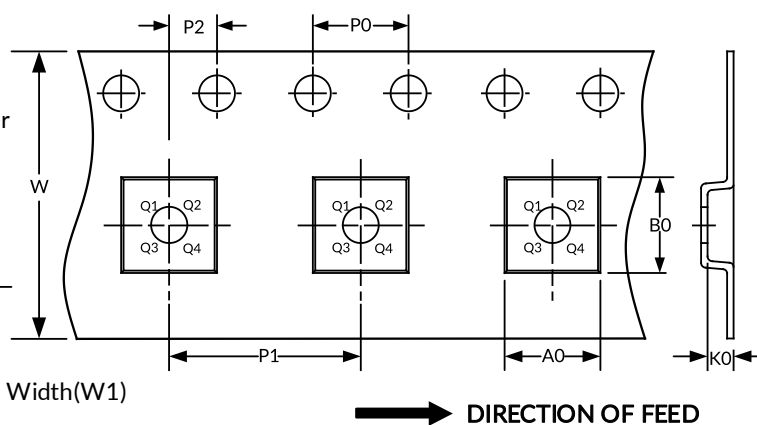 P2
P0
r
W
Q1 Q2
Q3 Q4
Q1 Q2
Q3 Q4
Q1 Q2
Q3 Q4
B0
P1
A0
K0
Width(W1)
DIRECTION OF FEED